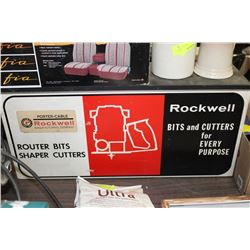 fia
fia
fia
PORTER-CABLE
Rockwell
ROUTER BITS
SHAPER CUTTERS
Rockwell
BITS and CUTTERS
for
EVERY
PURPOSE
Ultra